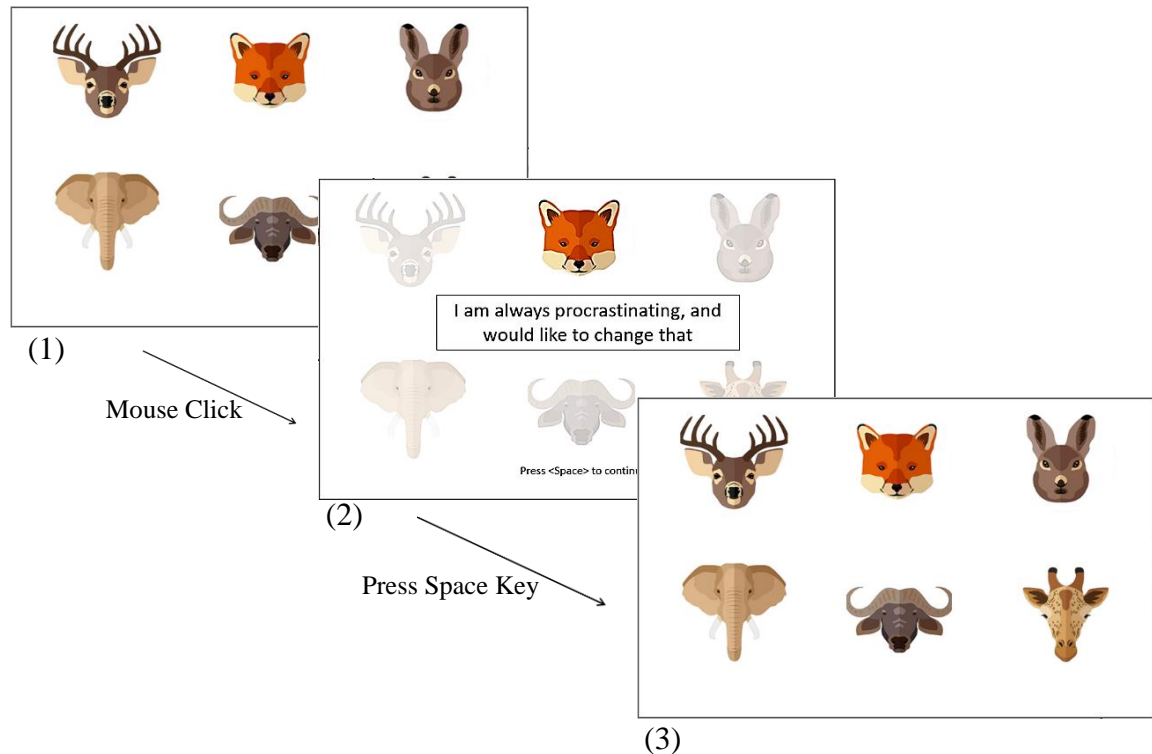 (1)
Mouse Click
I am always procrastinating, and
would like to change that
Press <Space> to continu
(2)
Press Space Key
(3)